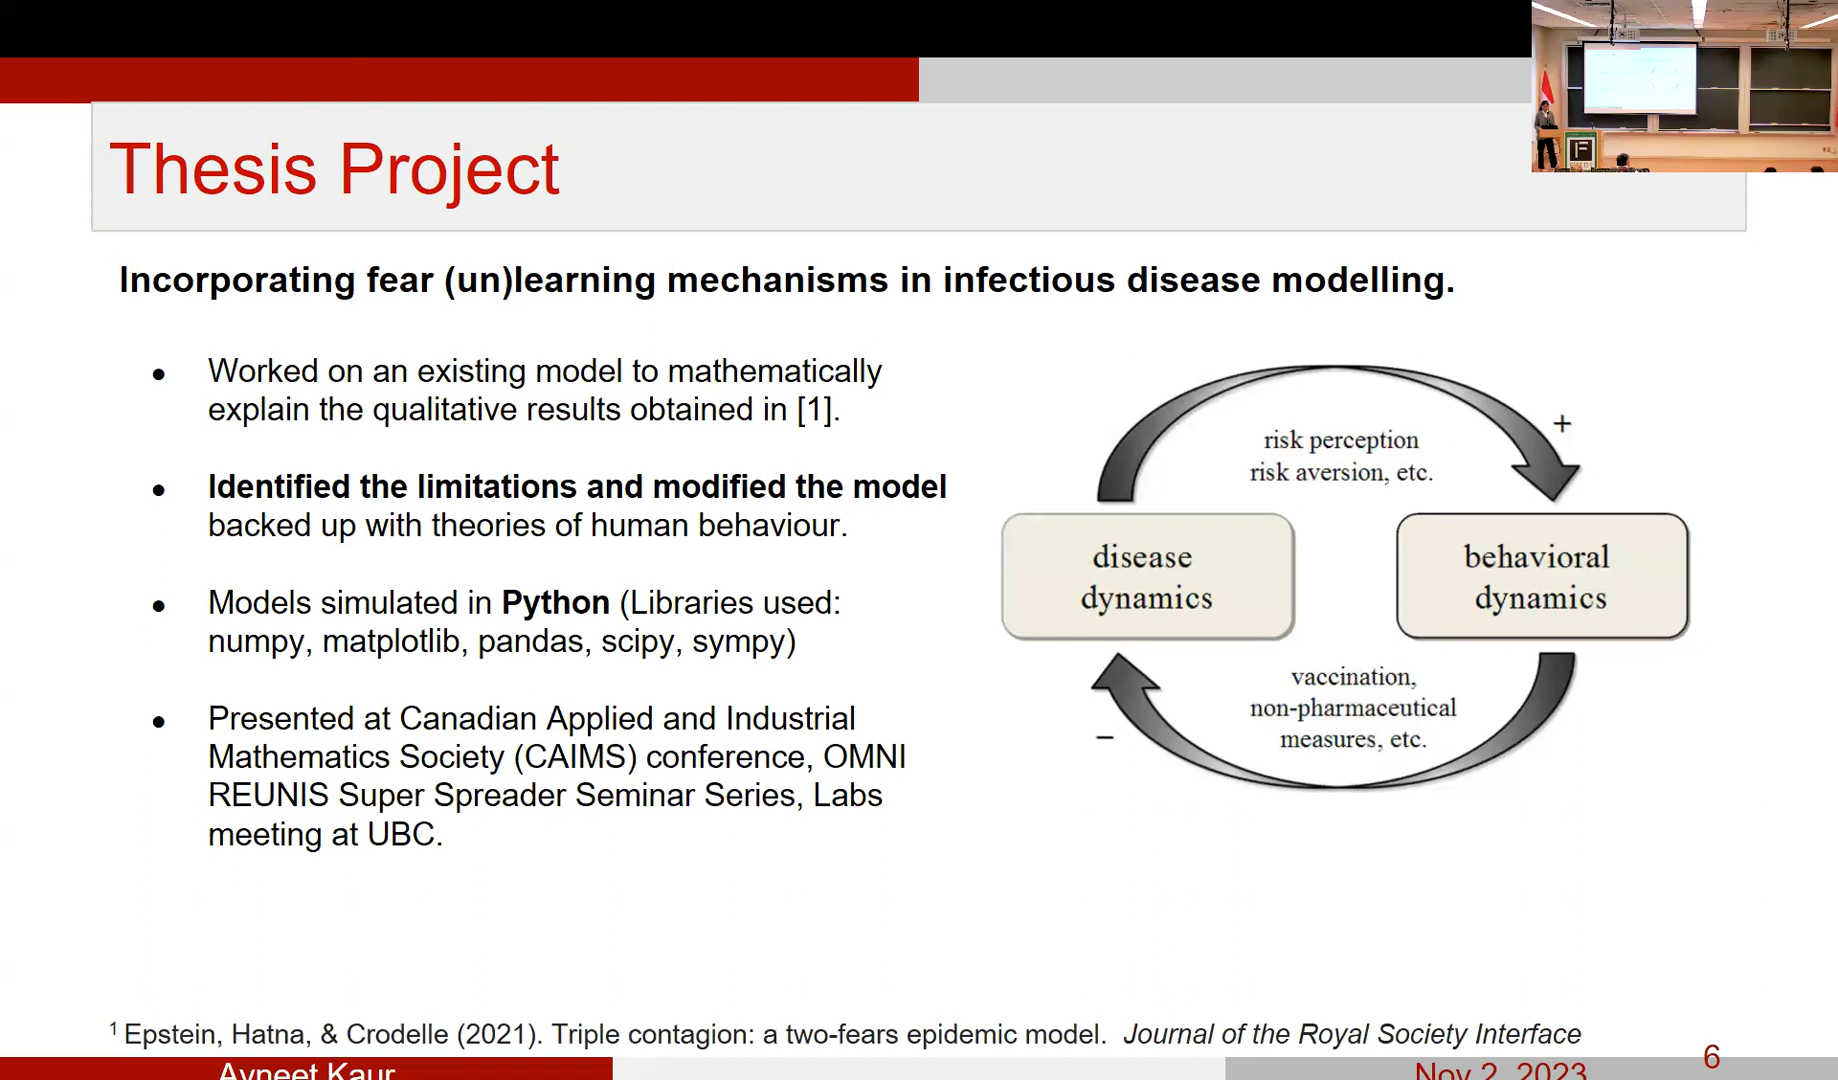 Thesis Project
Incorporating fear (un)learning mechanisms in infectious disease modelling.
● Worked on an existing model to mathematically
explain the qualitative results obtained in [1].
● Identified the limitations and modified the model
backed up with theories of human behaviour.
● Models simulated in Python (Libraries used:
numpy, matplotlib, pandas, scipy, sympy)
● Presented at Canadian Applied and Industrial
Mathematics Society (CAIMS) conference, OMNI
REUNIS Super Spreader Seminar Series, Labs
meeting at UBC.
+
risk perception
risk aversion, etc.
disease
dynamics
behavioral
dynamics
vaccination,
non-pharmaceutical
measures, etc.
−
1 Epstein, Hatna, & Crodelle (2021). Triple contagion: a two-fears epidemic model. Journal of the Royal Society Interface
Avneet Kaur
Nov 2, 2023
6